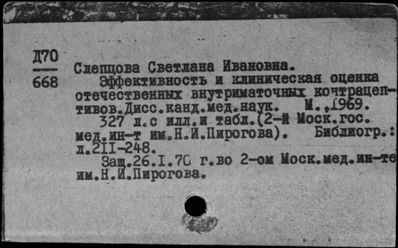 Д70
668
Слепцова Светлана Ивановна.
Эффективность и клиническая оценка
отечественных внутриматочных контрацеп-
тивов.Дисс.канд.мед.наук. М.,1969.
327 л.с илл.и табл.(2-й Моск.гос.
мед.ин-т им.Н.И.Пирогова). Библиогр.:
л.211-248.
Защ.26.I.70 г.во 2-ом Моск.мед.ин-те
им.Н.И.Пирогова.